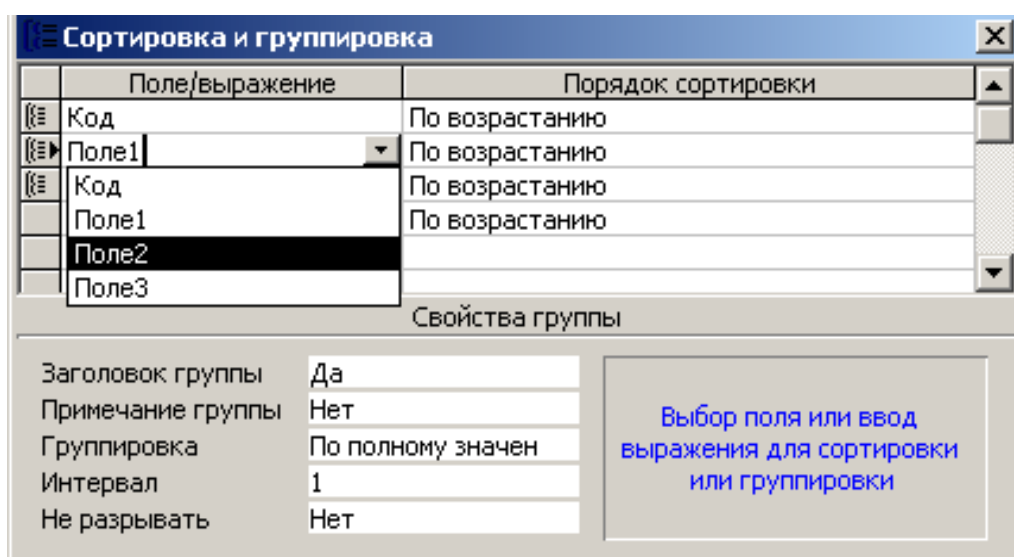 Сортировка и группировка
Поле/выражение Порядок сортировки
Код По возрастанию
Поле1 По возрастанию
Код По возрастанию
Поле1 По возрастанию
Поле2
Поле3
Свойства группы
Заголовок группы Да
Примечание группы Нет
Группировка По полному значен
Интервал 1
Не разрывать Нет
Выбор поля или ввод
выражения для сортировки
или группировки